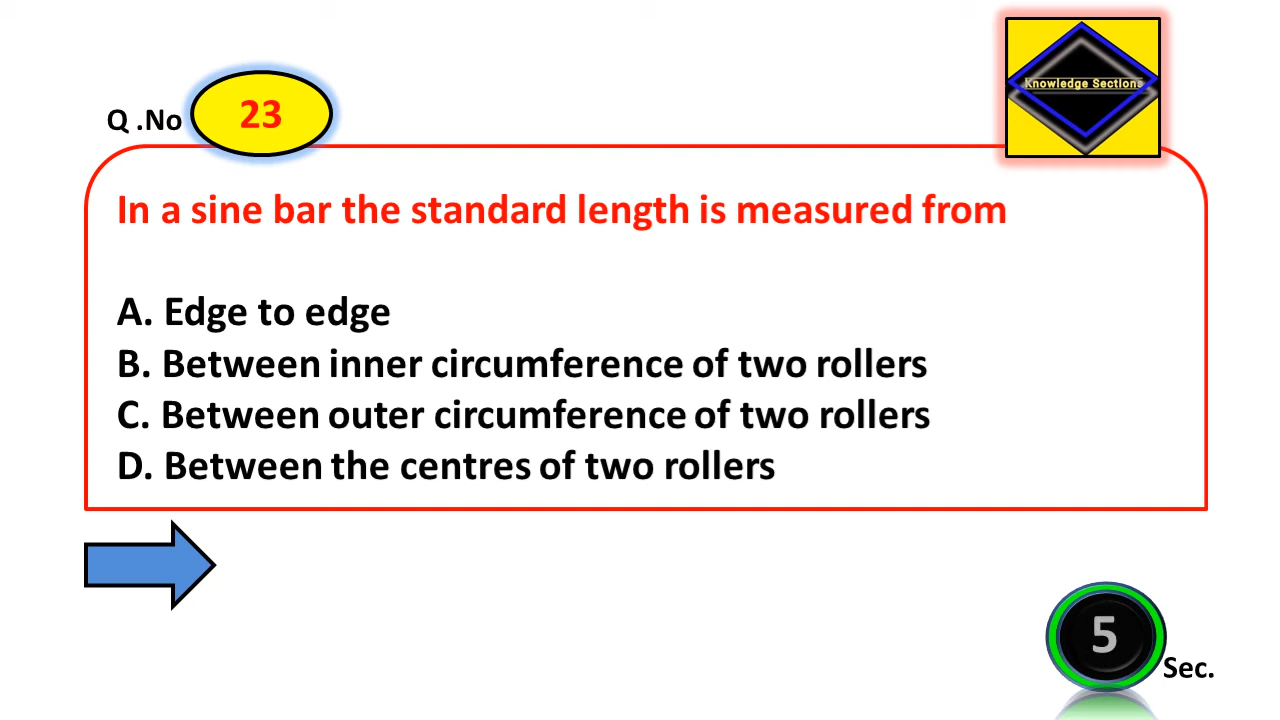 Knowledge Sections
Q .No 23
In a sine bar the standard length is measured from
A. Edge to edge
B. Between inner circumference of two rollers
C. Between outer circumference of two rollers
D. Between the centres of two rollers
5 Sec.